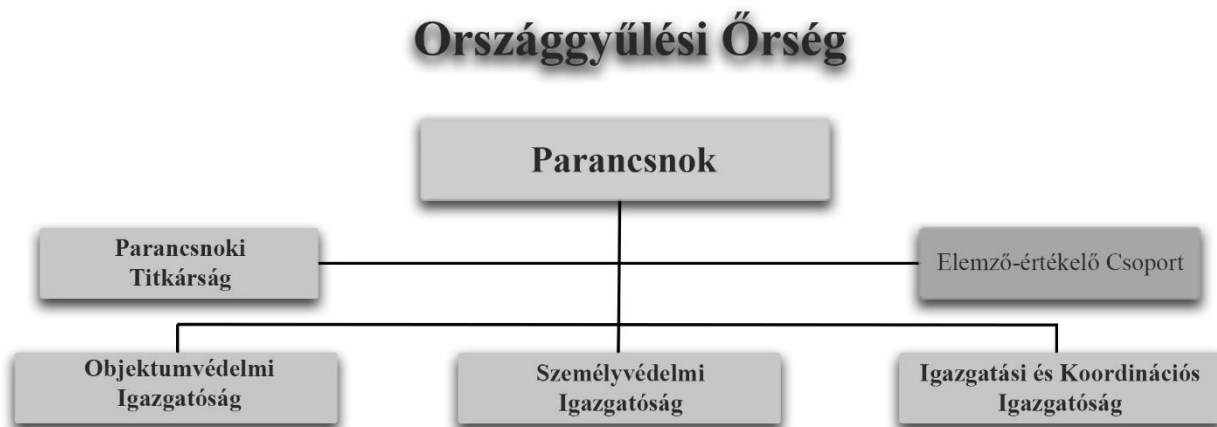 Országgyűlési Őrség
Parancsnok
Parancsnoki
Titkárság
Elemző-értékelő Csoport
Objektumvédelmi
Igazgatóság
Személyvédelmi
Igazgatóság
Igazgatási és Koordinációs
Igazgatóság